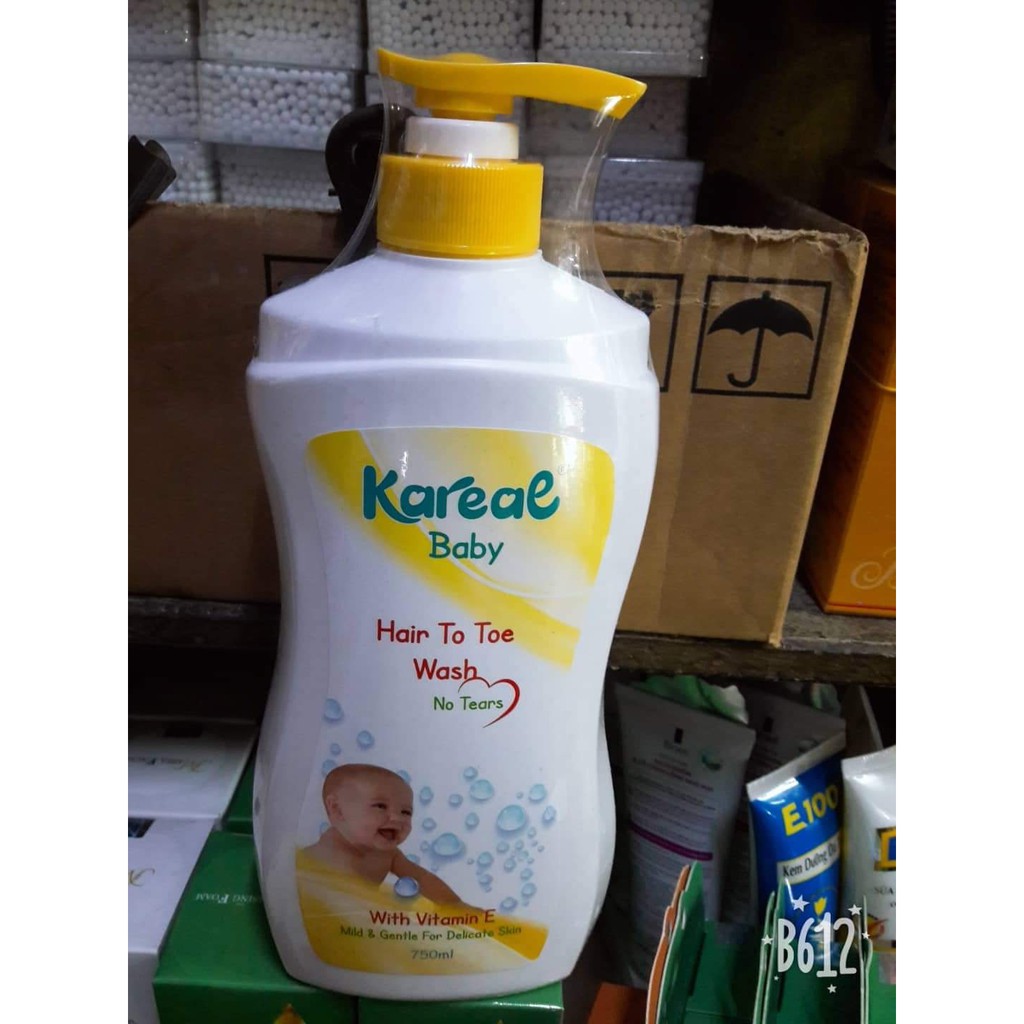 Kareal
Baby
Hair To Toe
Wash
No Tears
With Vitamin E
Mild & Gentle For Delicate Skin
750ml
E100
Kem Dưỡng
FOAM
B612